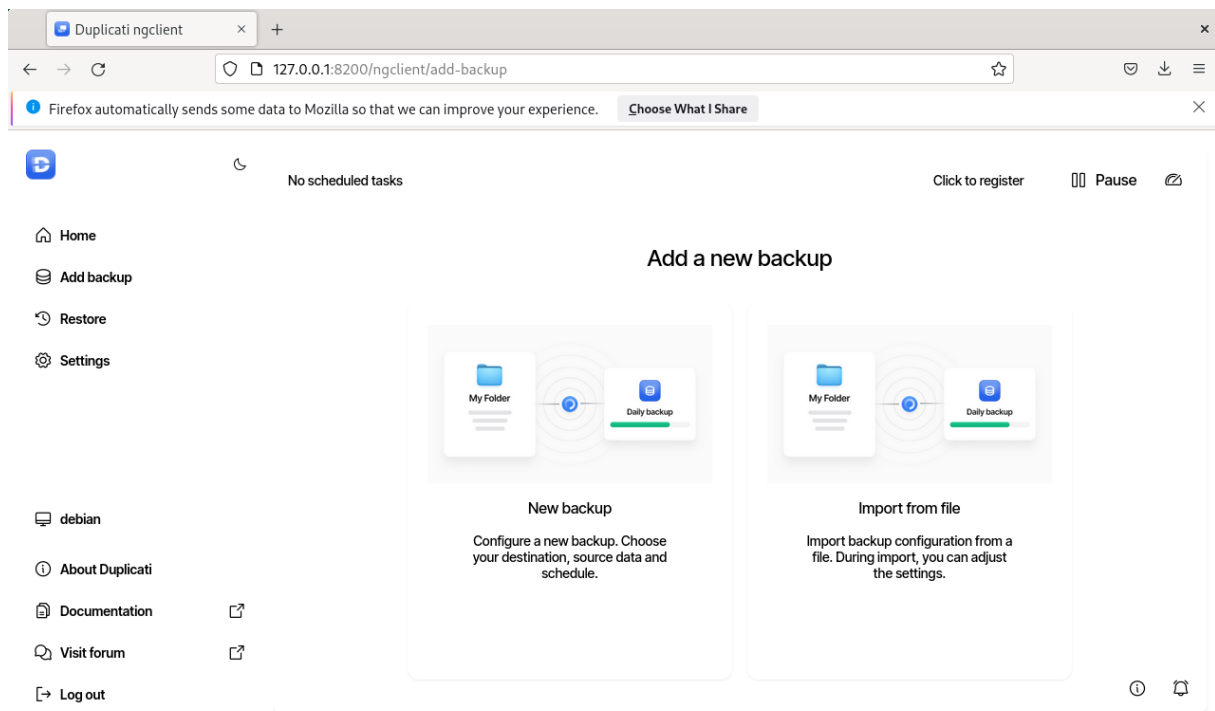 Duplicati ngclient
127.0.0.1:8200/ngclient/add-backup
Firefox automatically sends some data to Mozilla so that we can improve your experience. Choose What I Share
No scheduled tasks
Click to register
Pause
Home
Add backup
Restore
Settings
debian
About Duplicati
Documentation
Visit forum
Log out
Add a new backup
My Folder
Daily backup
New backup
Configure a new backup. Choose
your destination, source data and
schedule.
My Folder
Daily backup
Import from file
Import backup configuration from a
file. During import, you can adjust
the settings.